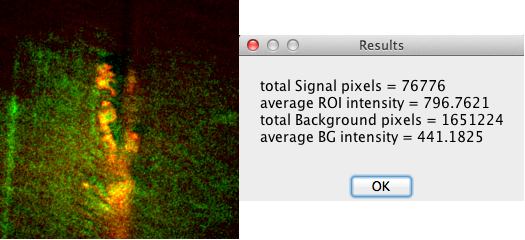 Results
total Signal pixels = 76776
average ROI intensity = 796.7621
total Background pixels = 1651224
average BG intensity = 441.1825
OK